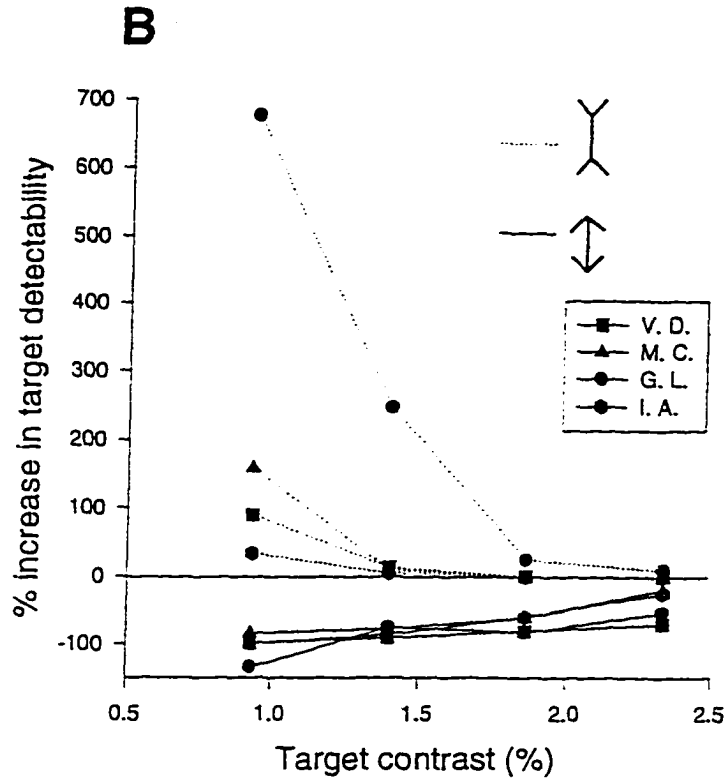 B
700
600
500
400
300
200
100
0
-100
% increase in target detectability
V. D.
M. C.
G. L.
I. A.
0.5 1.0 1.5 2.0 2.5
Target contrast (%)